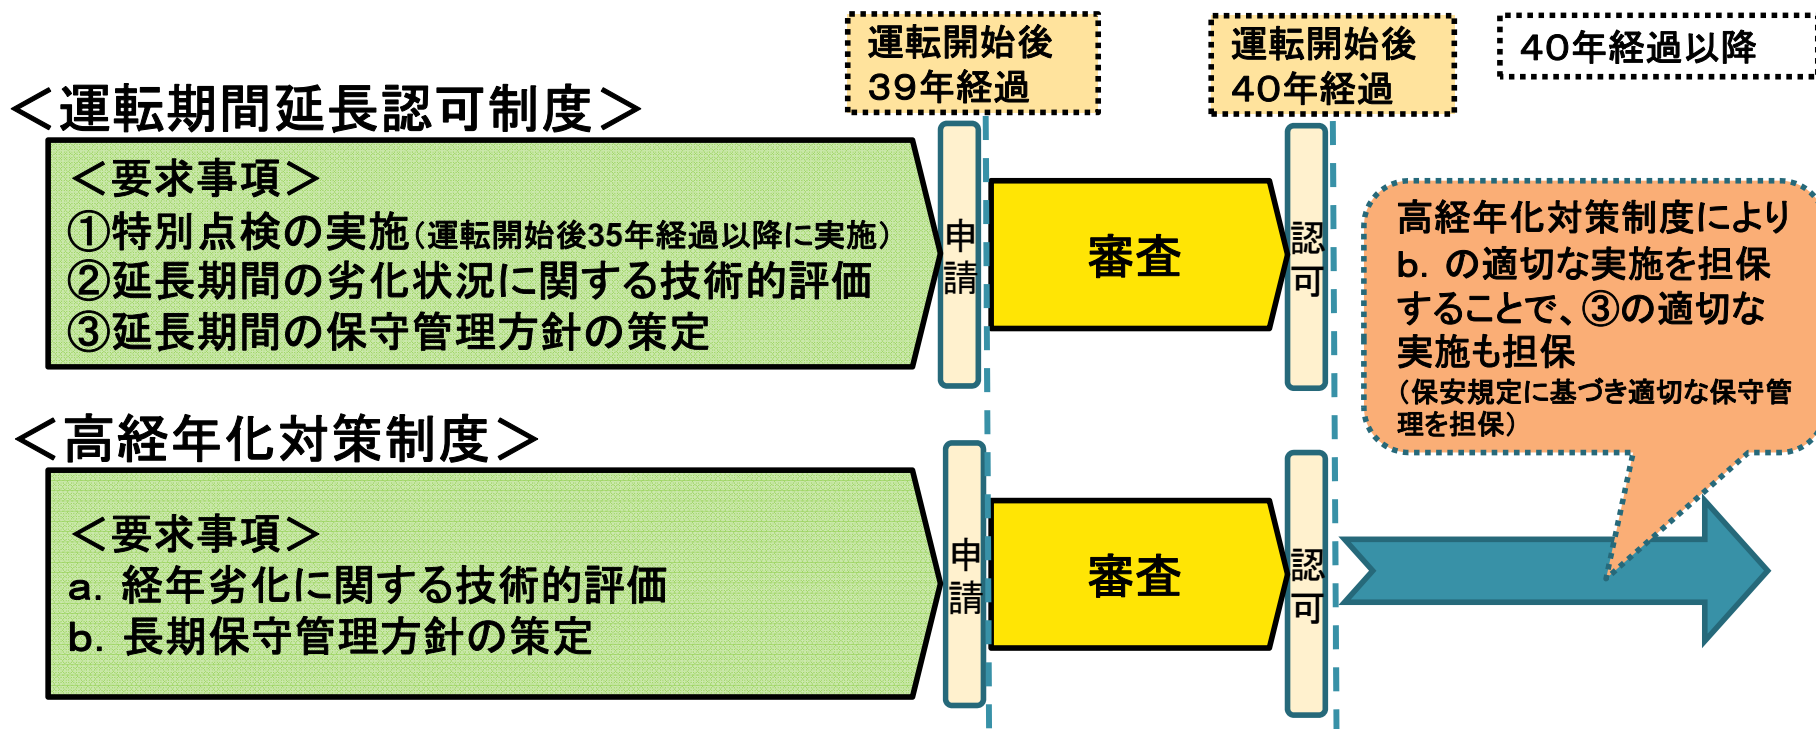 運転開始後
39年経過
運転開始後
40年経過
40年経過以降
＜運転期間延長認可制度＞
＜要求事項＞
①特別点検の実施（運転開始後35年経過以降に実施）
②延長期間の劣化状況に関する技術的評価
③延長期間の保守管理方針の策定
申請
審査
認可
高経年化対策制度により
b．の適切な実施を担保
することで、③の適切な
実施も担保
（保安規定に基づき適切な保守管
理を担保）
＜高経年化対策制度＞
＜要求事項＞
a．経年劣化に関する技術的評価
b．長期保守管理方針の策定
申請
審査
認可